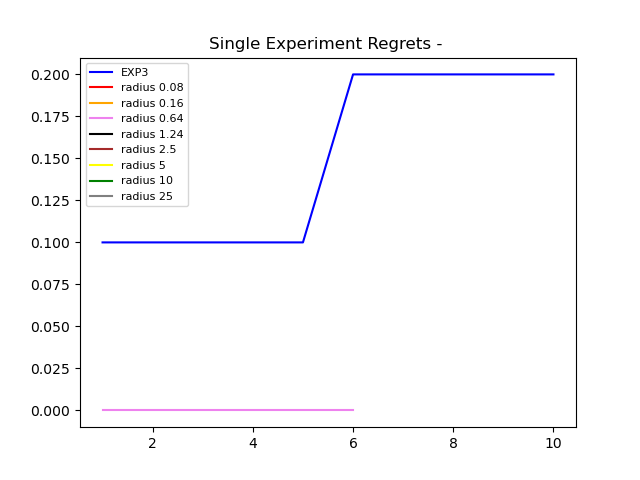 Single Experiment Regrets -
EXP3
radius 0.08
radius 0.16
radius 0.64
radius 1.24
radius 2.5
radius 5
radius 10
radius 25
0.200
0.175
0.150
0.125
0.100
0.075
0.050
0.025
0.000
2 4 6 8 10